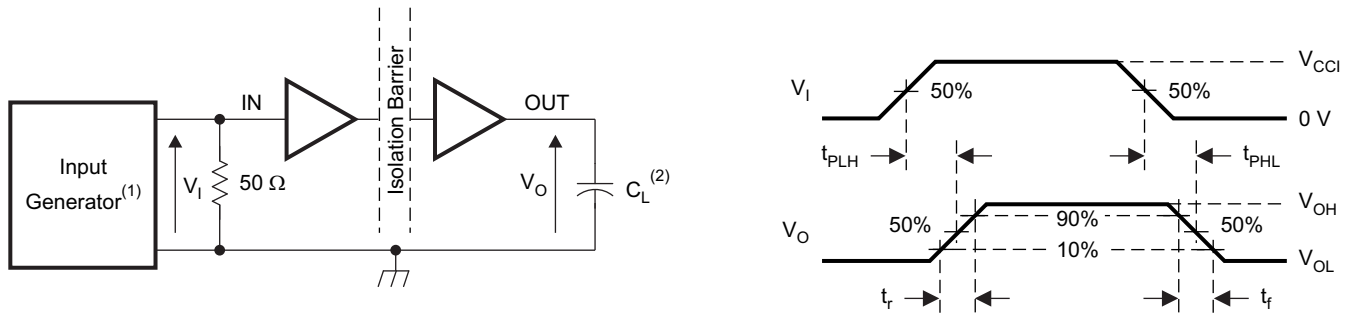 Input
Generator(1)
VI
50 Ω
IN
Isolation Barrier
OUT
VO
CL(2)
VI
50%
50%
VCCI
0 V
tPLH
tPHL
VO
50%
90%
10%
50%
VOH
VOL
tr
tf